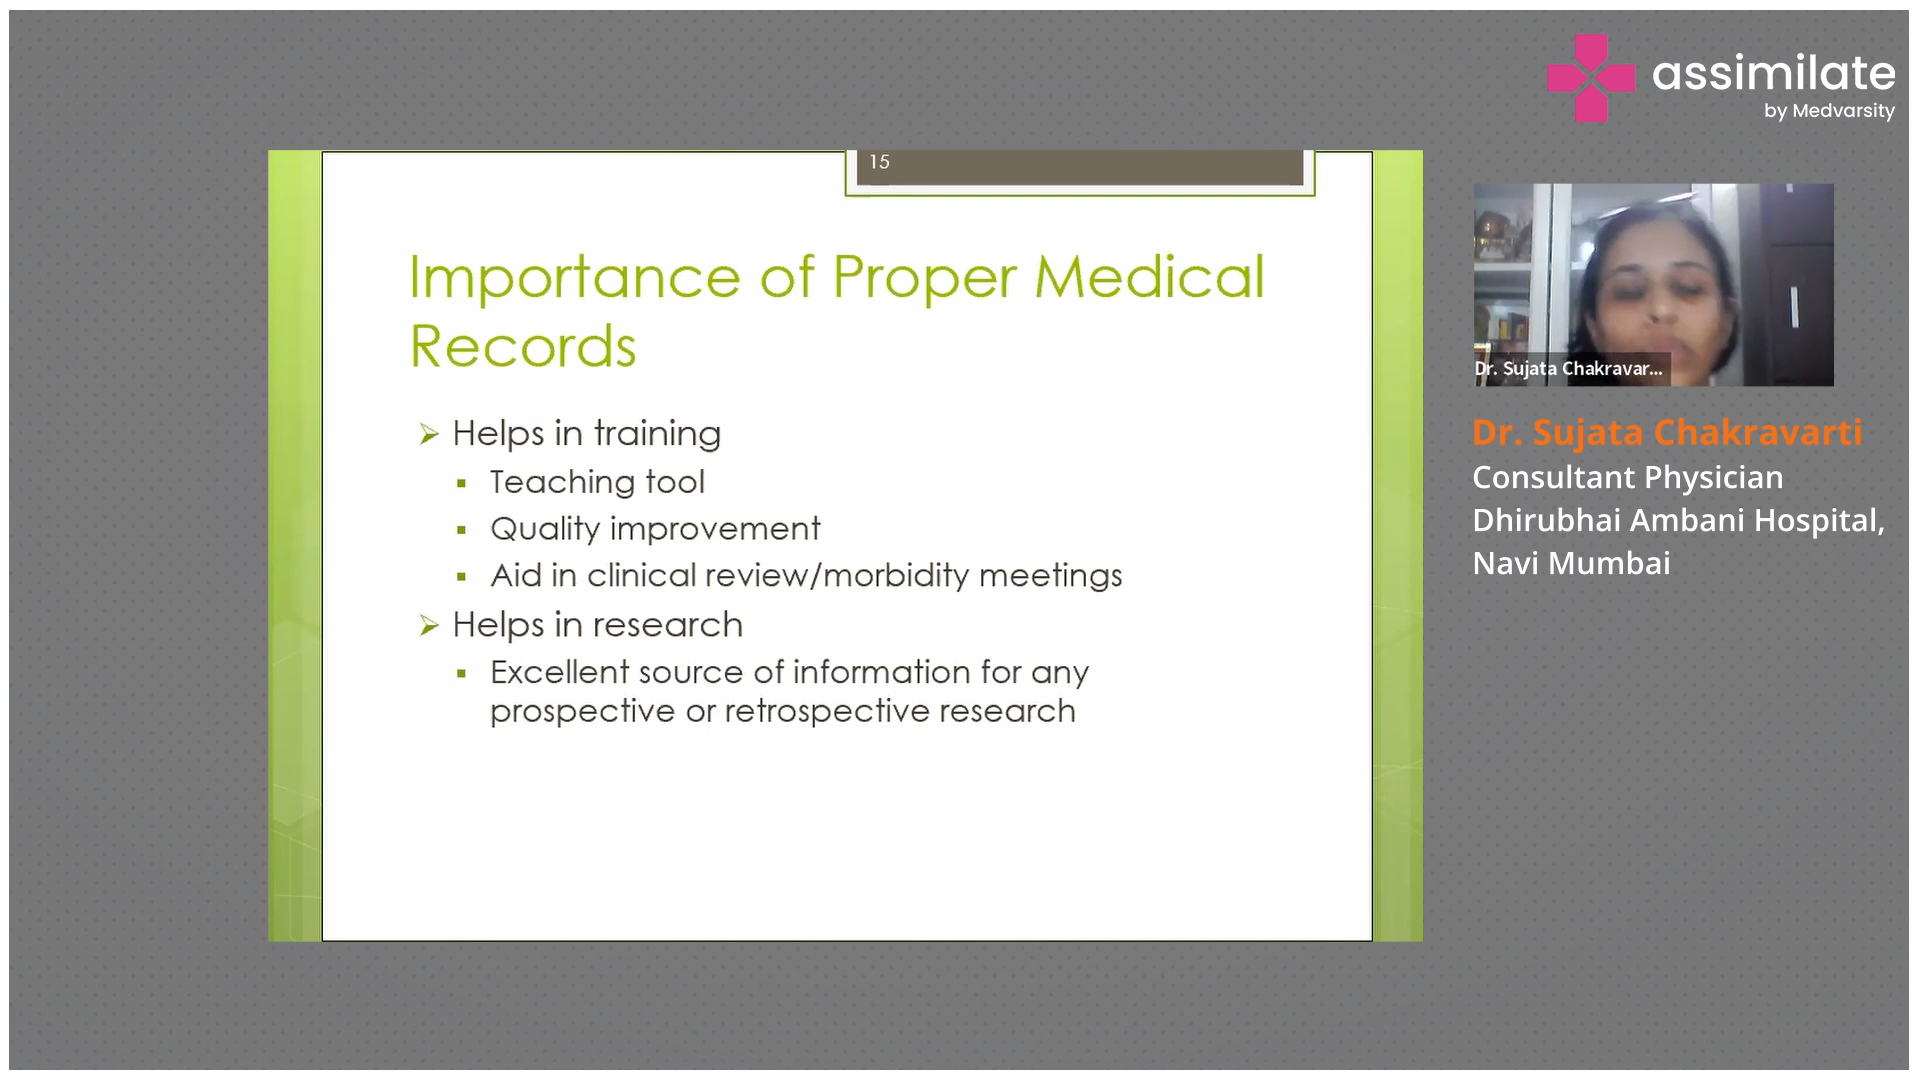 assimilate
by Medvarsity
15
Importance of Proper Medical
Records
Helps in training
Teaching tool
Quality improvement
Aid in clinical review/morbidity meetings
Helps in research
Excellent source of information for any
prospective or retrospective research
Dr. Sujata Chakravar...
Dr. Sujata Chakravarti
Consultant Physician
Dhirubhai Ambani Hospital,
Navi Mumbai